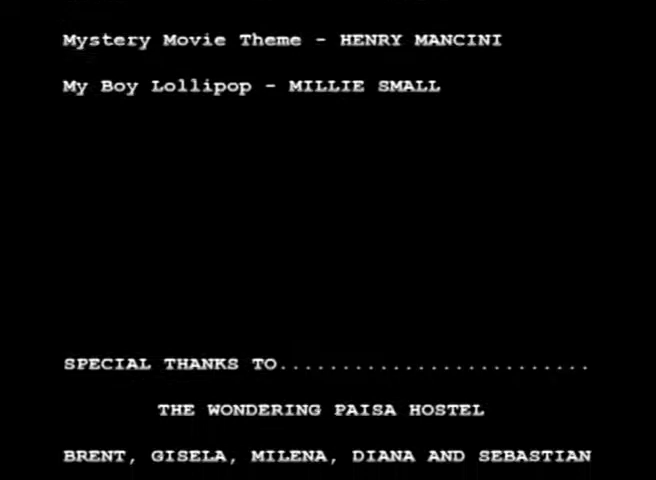 Mystery Movie Theme - HENRY MANCINI
My Boy Lollipop - MILLIE SMALL
SPECIAL THANKS TO.........................
THE WONDERING PAISA HOSTEL
BRENT, GISELA, MILENA, DIANA AND SEBASTIAN